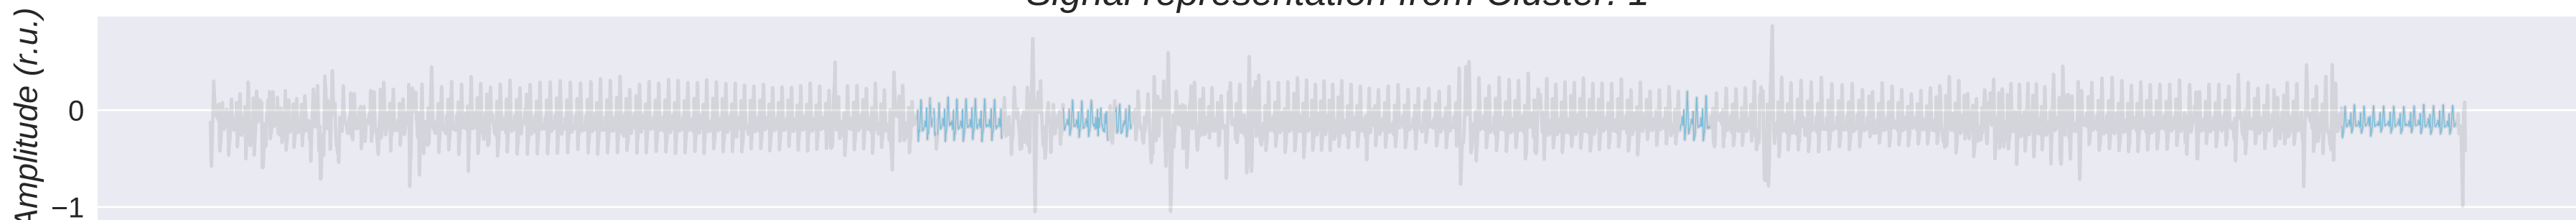 Signal representation from Cluster: 1
Amplitude (r.u.)
0
−1